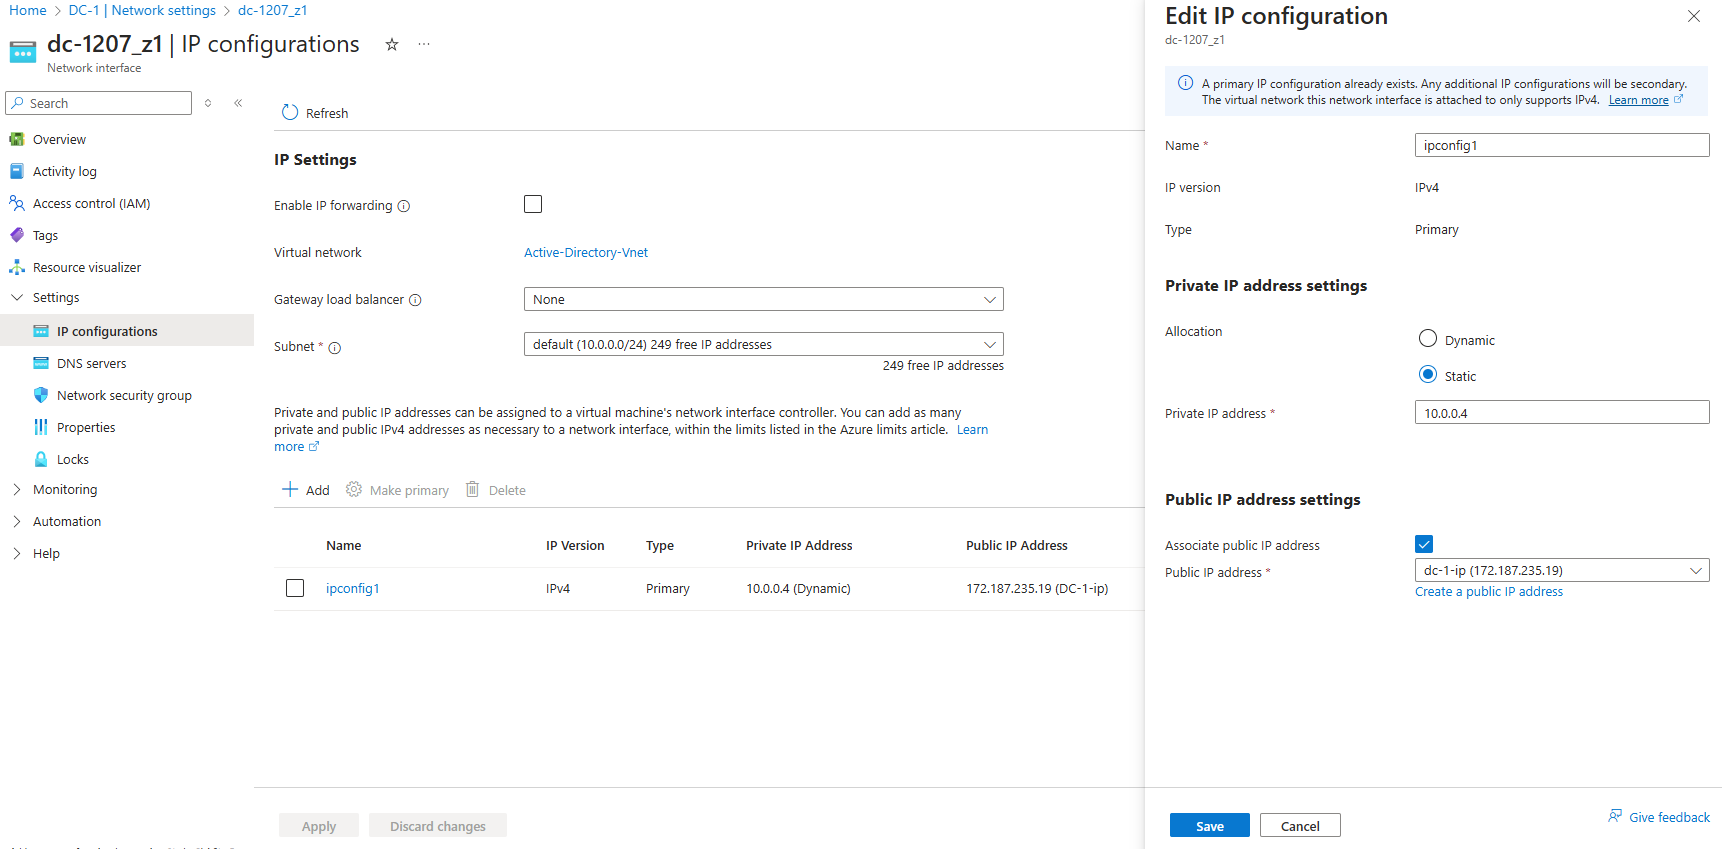 Home > DC-1 | Network settings > dc-1207_z1
dc-1207_z1 | IP configurations
Network interface
Search
Overview
Activity log
Access control (IAM)
Tags
Resource visualizer
Settings
IP configurations
DNS servers
Network security group
Properties
Locks
Monitoring
Automation
Help
Refresh
IP Settings
Enable IP forwarding
Virtual network Active-Directory-Vnet
Gateway load balancer None
Subnet * default (10.0.0.0/24) 249 free IP addresses
249 free IP addresses
Private and public IP addresses can be assigned to a virtual machine's network interface controller. You can add as many
private and public IPv4 addresses as necessary to a network interface, within the limits listed in the Azure limits article. Learn
more
Add Make primary Delete
Name IP Version Type Private IP Address Public IP Address
ipconfig1 IPv4 Primary 10.0.0.4 (Dynamic) 172.187.235.19 (DC-1-ip)
Apply Discard changes
Edit IP configuration
dc-1207_z1
A primary IP configuration already exists. Any additional IP configurations will be secondary.
The virtual network this network interface is attached to only supports IPv4. Learn more
Name * ipconfig1
IP version IPv4
Type Primary
Private IP address settings
Allocation
Dynamic
Static
Private IP address * 10.0.0.4
Public IP address settings
Associate public IP address
Public IP address * dc-1-ip (172.187.235.19)
Create a public IP address
Save Cancel
Give feedback